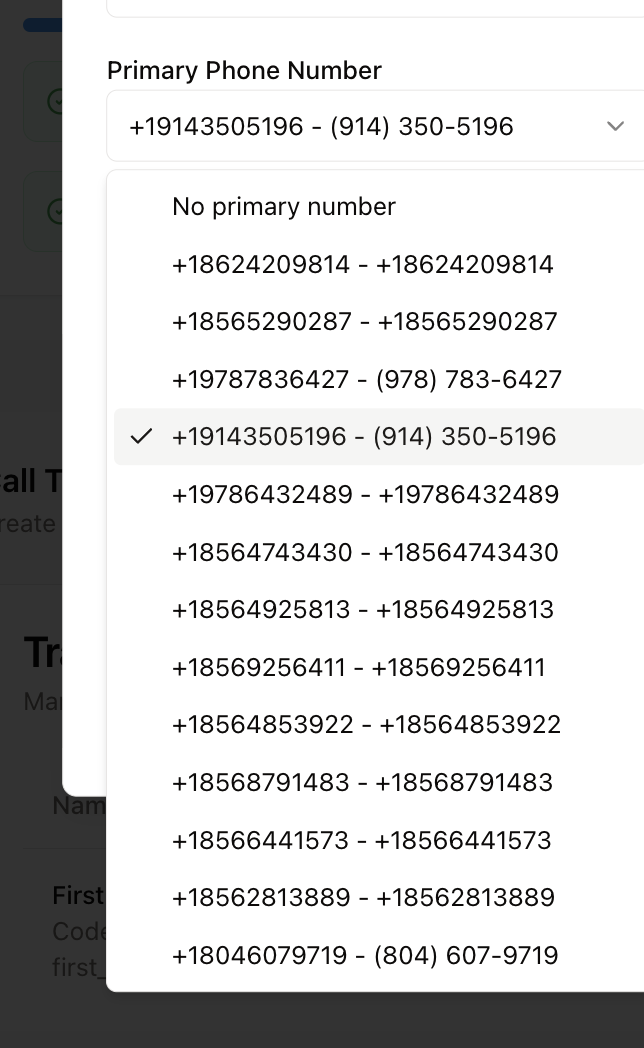 Primary Phone Number
+19143505196 - (914) 350-5196
No primary number
+18624209814 - +18624209814
+18565290287 - +18565290287
+19787836427 - (978) 783-6427
+19143505196 - (914) 350-5196
+19786432489 - +19786432489
+18564743430 - +18564743430
+18564925813 - +18564925813
+18569256411 - +18569256411
+18564853922 - +18564853922
+18568791483 - +18568791483
+18566441573 - +18566441573
+18562813889 - +18562813889
+18046079719 - (804) 607-9719
all T
reate
Tra
Mar
Nam
First
Code
first_